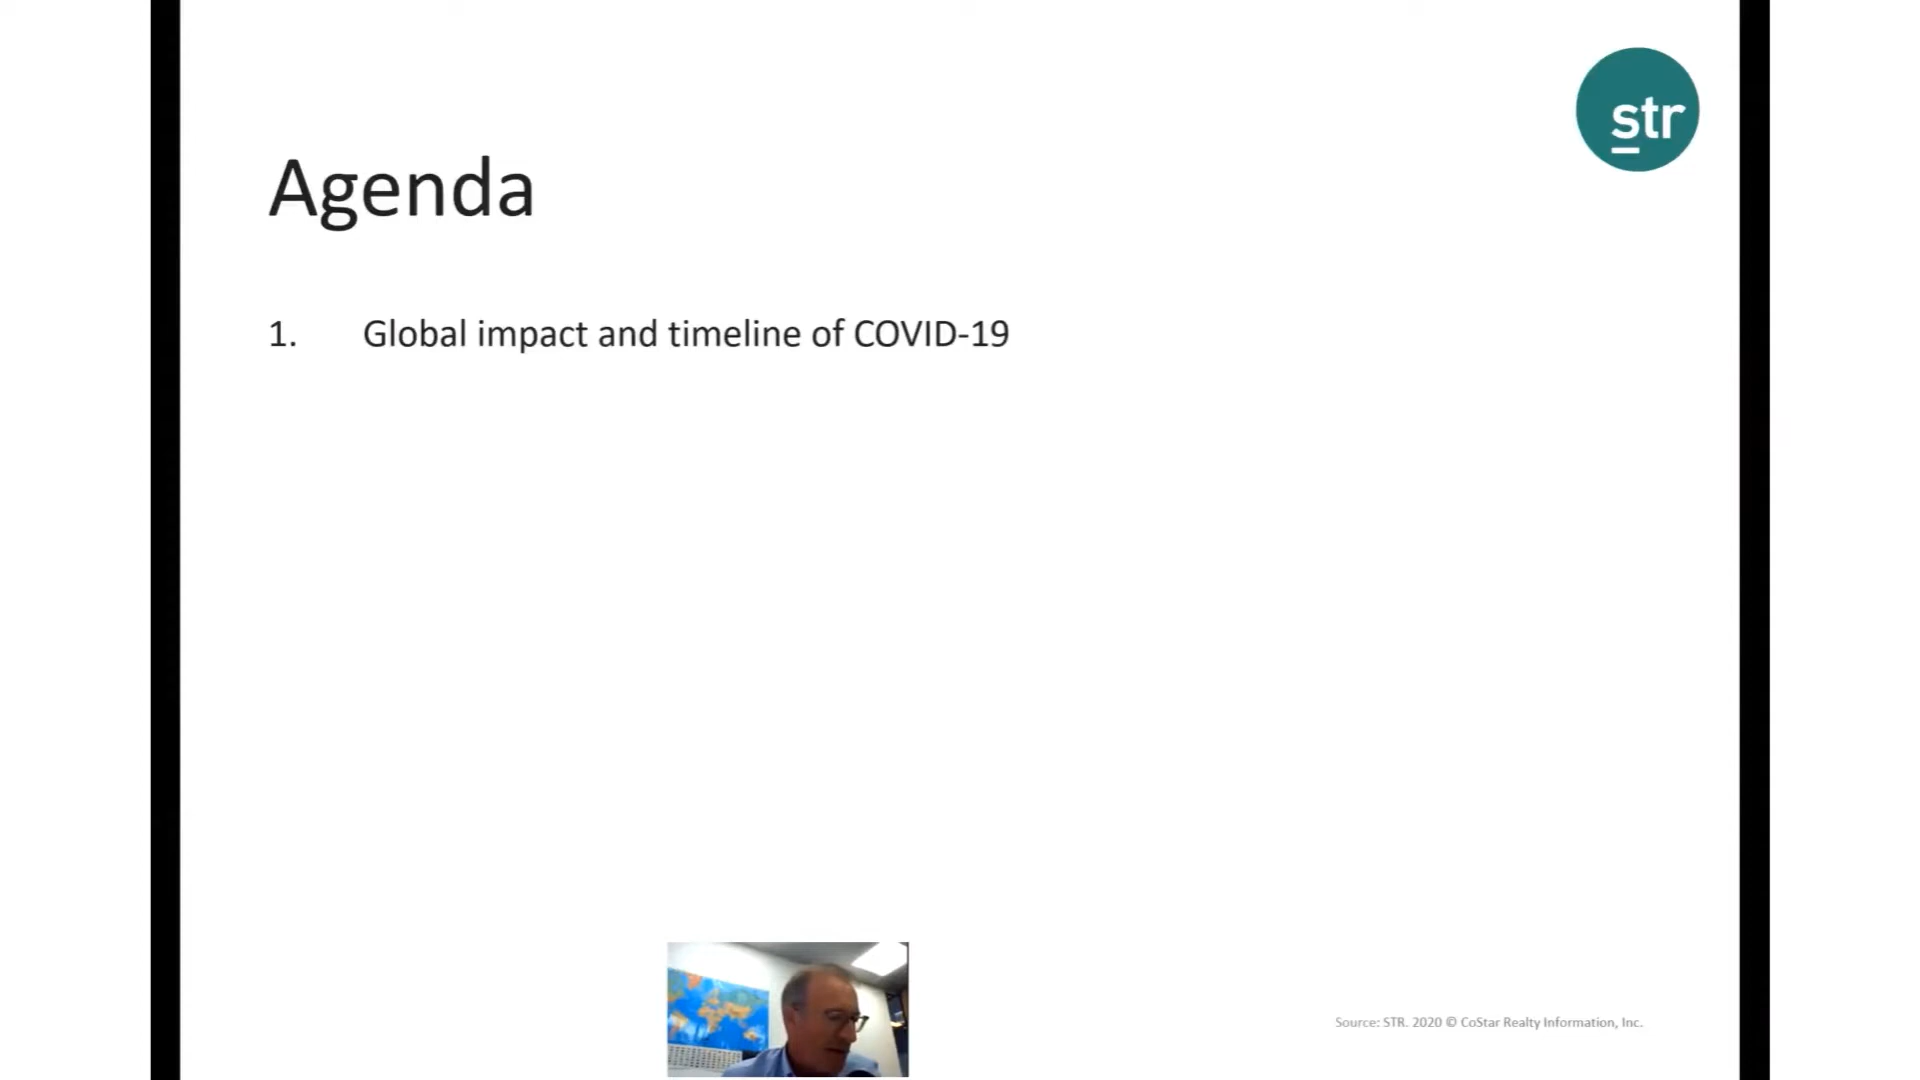 str
Agenda
1. Global impact and timeline of COVID-19
Source: STR. 2020 © CoStar Realty Information, Inc.